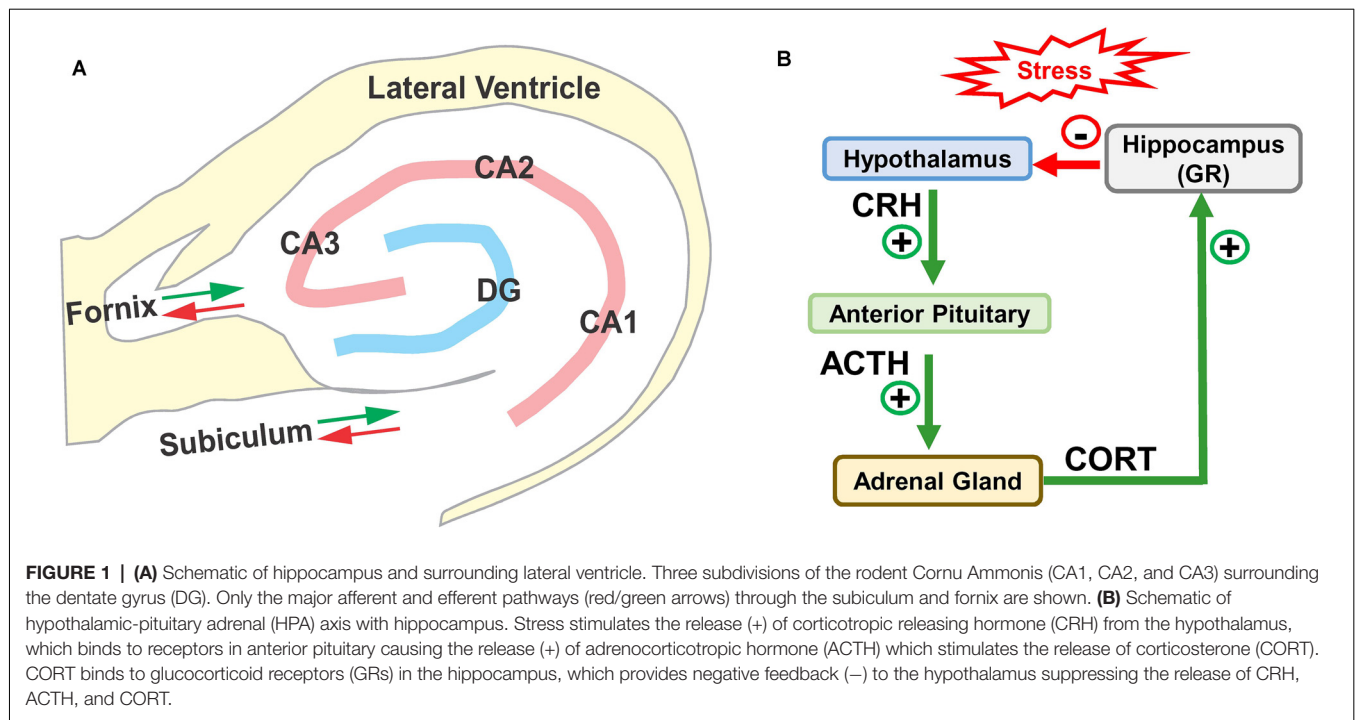 A
Lateral Ventricle
CA2
CA3
DG
CA1
Fornix
Subiculum
B
Stress
-
Hypothalamus
Hippocampus
(GR)
CRH
+
+
Anterior Pituitary
ACTH
+
Adrenal Gland
CORT
FIGURE 1 | (A) Schematic of hippocampus and surrounding lateral ventricle. Three subdivisions of the rodent Cornu Ammonis (CA1, CA2, and CA3) surrounding
the dentate gyrus (DG). Only the major afferent and efferent pathways (red/green arrows) through the subiculum and fornix are shown. (B) Schematic of
hypothalamic-pituitary adrenal (HPA) axis with hippocampus. Stress stimulates the release (+) of corticotropic releasing hormone (CRH) from the hypothalamus,
which binds to receptors in anterior pituitary causing the release (+) of adrenocorticotropic hormone (ACTH) which stimulates the release of corticosterone (CORT).
CORT binds to glucocorticoid receptors (GRs) in the hippocampus, which provides negative feedback (−) to the hypothalamus suppressing the release of CRH,
ACTH, and CORT.